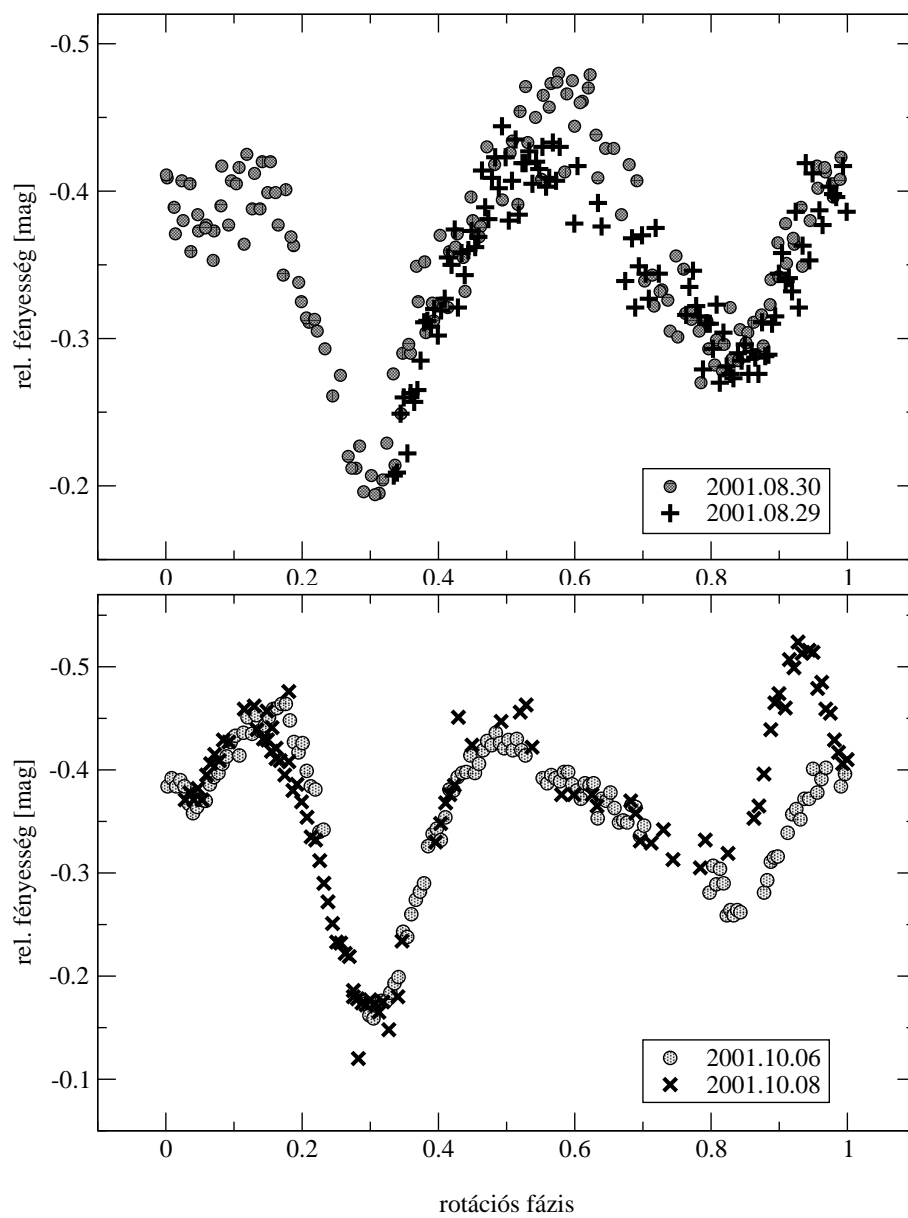 -0.5
-0.4
-0.3
-0.2
rel. fényesség [mag]
2001.08.30
2001.08.29
0 0.2 0.4 0.6 0.8 1
-0.5
-0.4
-0.3
-0.2
-0.1
rel. fényesség [mag]
2001.10.06
2001.10.08
0 0.2 0.4 0.6 0.8 1
rotációs fázis